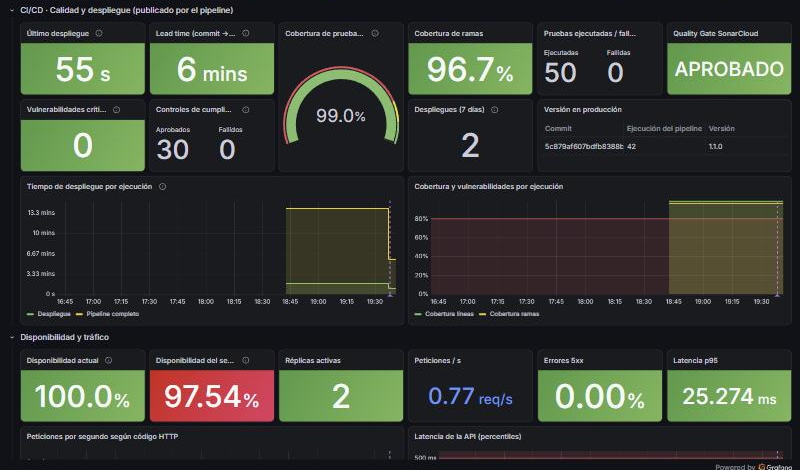 CI/CD · Calidad y despliegue (publicado por el pipeline)
Último despliegue
55 s
Lead time (commit →...
6 mins
Cobertura de prueba...
99.0%
Cobertura de ramas
96.7%
Pruebas ejecutadas / fall...
Ejecutadas Fallidas
50 0
Quality Gate SonarCloud
APROBADO
Vulnerabilidades críti...
0
Controles de cumpli...
Aprobados Fallidos
30 0
Despliegues (7 días)
2
Versión en producción
Commit Ejecución del pipeline Versión
5c879af607bdfb8388b 42 1.1.0
Tiempo de despliegue por ejecución
13.3 mins
10 mins
6.67 mins
3.33 mins
0 s
16:45 17:00 17:15 17:30 17:45 18:00 18:15 18:30 18:45 19:00 19:15 19:30
Despliegue Pipeline completo
Cobertura y vulnerabilidades por ejecución
80%
60%
40%
20%
0%
16:45 17:00 17:15 17:30 17:45 18:00 18:15 18:30 18:45 19:00 19:15 19:30
Cobertura líneas Cobertura ramas
Disponibilidad y tráfico
Disponibilidad actual
100.0%
Disponibilidad del se...
97.54%
Réplicas activas
2
Peticiones / s
0.77 req/s
Errores 5xx
0.00%
Latencia p95
25.274 ms
Peticiones por segundo según código HTTP
Latencia de la API (percentiles)
500 ms
Powered by Grafana